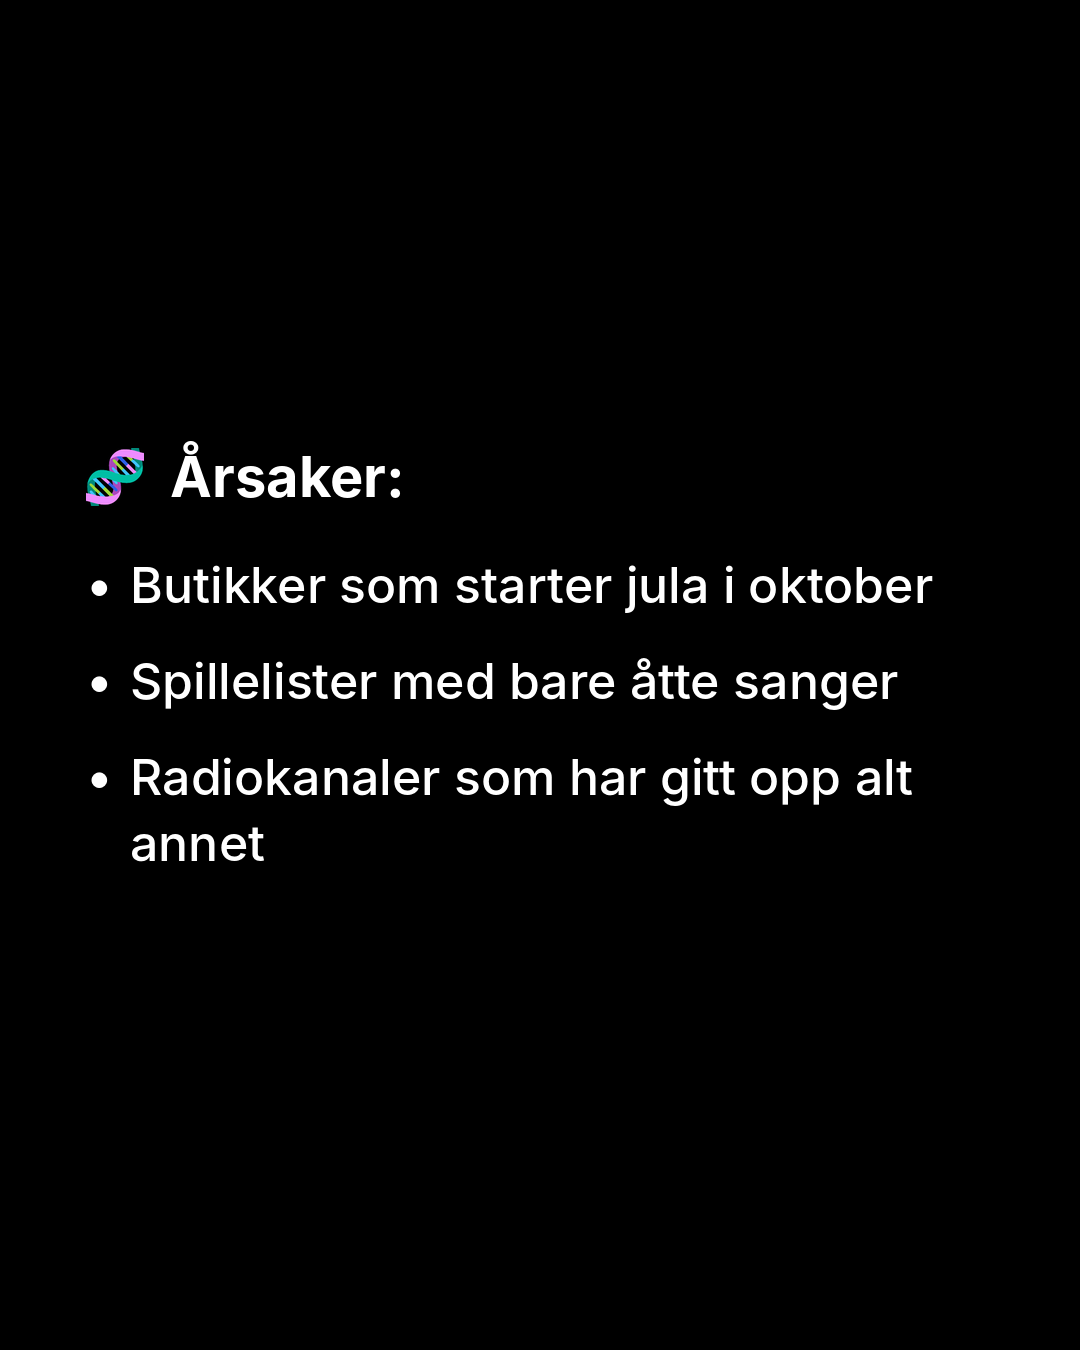 🧬 Årsaker:
• Butikker som starter jula i oktober
• Spillelister med bare åtte sanger
• Radiokanaler som har gitt opp alt
annet